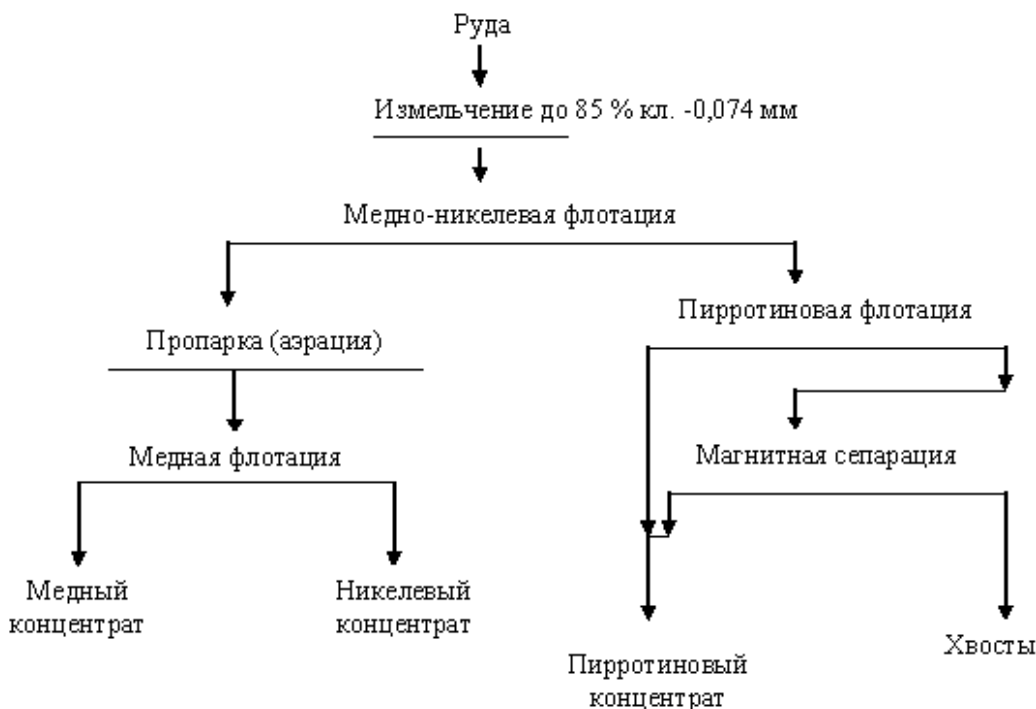 Руда
Измельчение до 85 % кл. -0,074 мм
Медно-никелевая флотация
Пирротиновая флотация
Пропарка (аэрация)
Медная флотация
Магнитная сепарация
Медный
концентрат
Никелевый
концентрат
Пирротиновый
концентрат
Хвосты